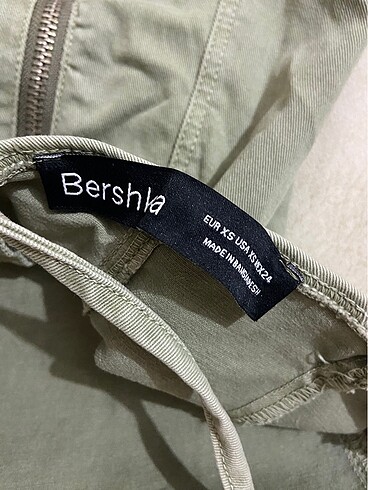 Bershka
EUR XS USA XS MEX 24
MADE IN BANGLADESH